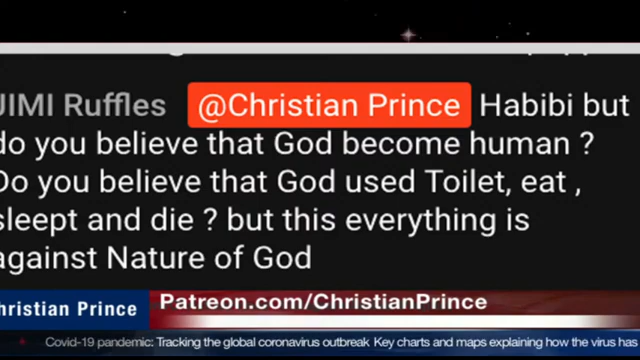 JIMI Ruffles @Christian Prince Habibi but
do you believe that God become human ?
Do you believe that God used Toilet, eat ,
sleept and die ? but this everything is
against Nature of God
Christian Prince Patreon.com/ChristianPrince
Covid-19 pandemic: Tracking the global coronavirus outbreak Key charts and maps explaining how the virus has